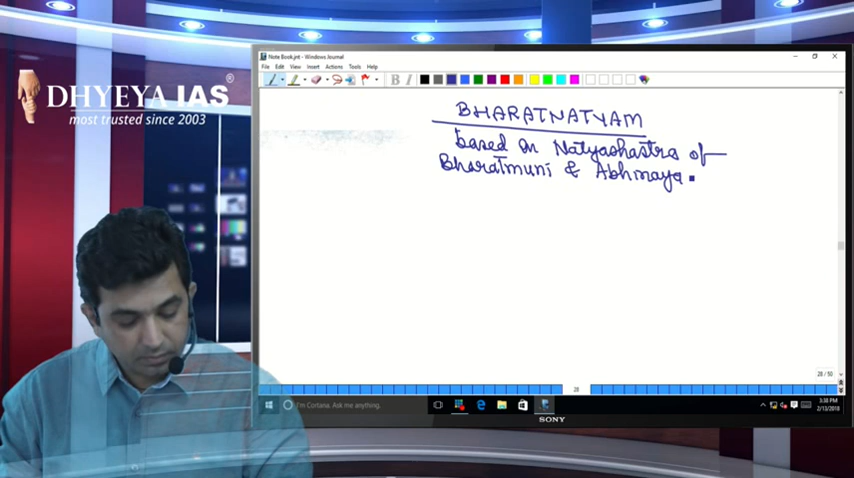 DHYEYA IAS®
most trusted since 2003
Note Book.jnt - Windows Journal
File Edit View Insert Actions Tools Help
B I
BHARATNATYAM
based on Natyashastra of
Bharatmuni & Abhinaya
28 / 50
28
I'm Cortana. Ask me anything.
3:38 PM
2/13/2018
SONY